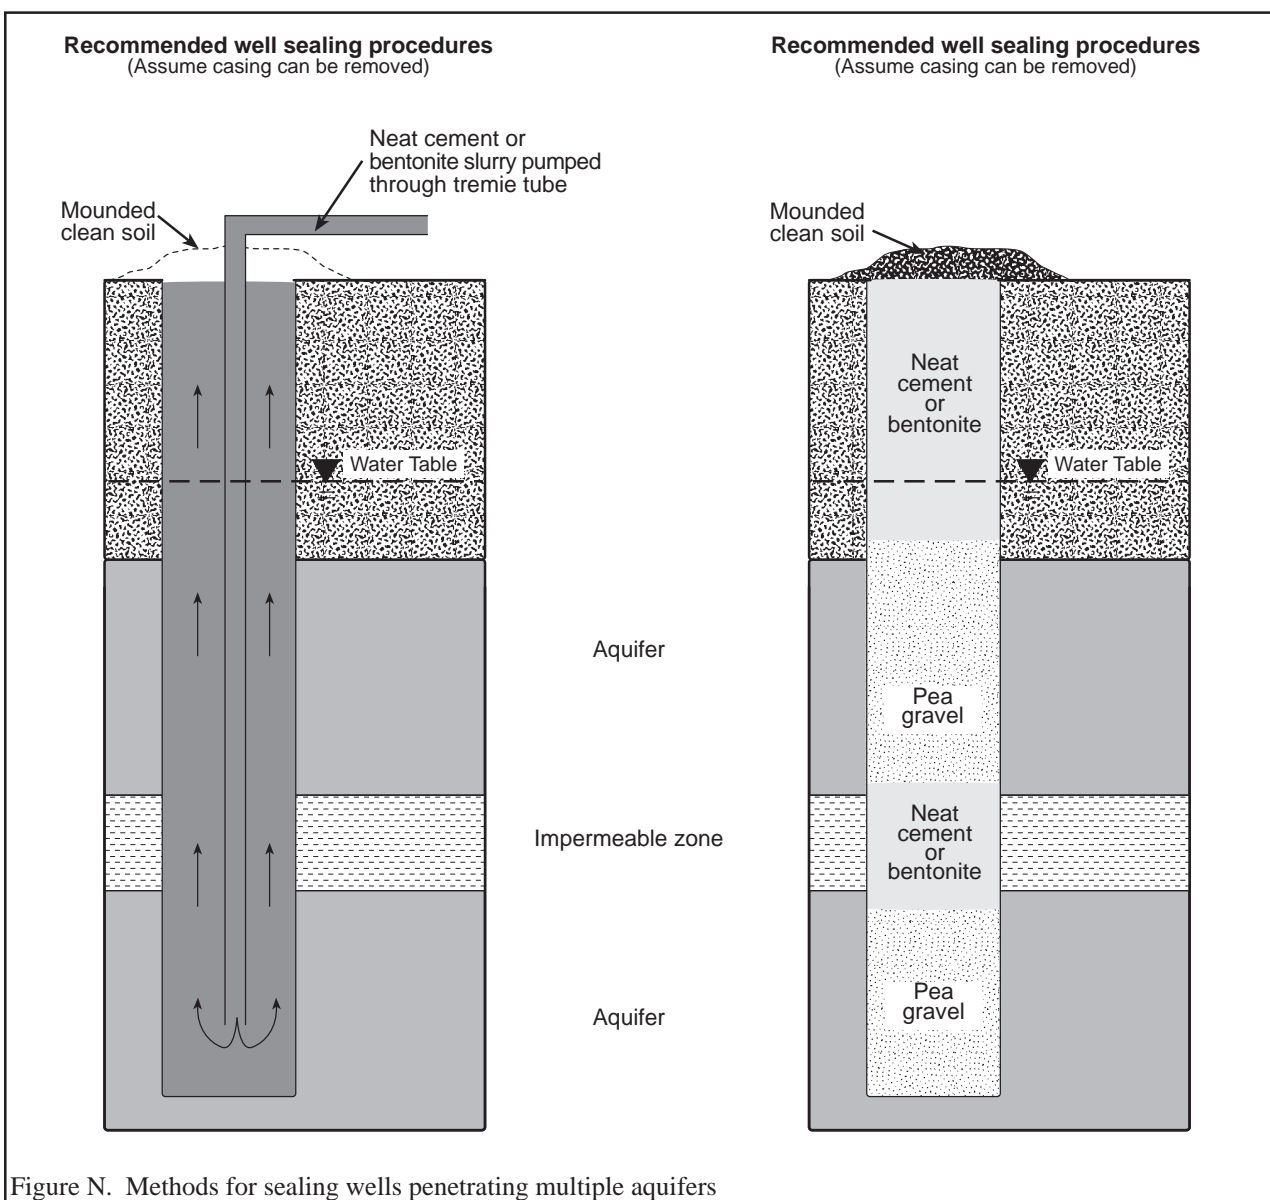 Recommended well sealing procedures
(Assume casing can be removed)
Neat cement or
bentonite slurry pumped
through tremie tube
Mounded
clean soil
Water Table
Recommended well sealing procedures
(Assume casing can be removed)
Mounded
clean soil
Neat
cement
or
bentonite
Water Table
Aquifer
Pea
gravel
Impermeable zone
Neat
cement
or
bentonite
Aquifer
Pea
gravel
Figure N. Methods for sealing wells penetrating multiple aquifers